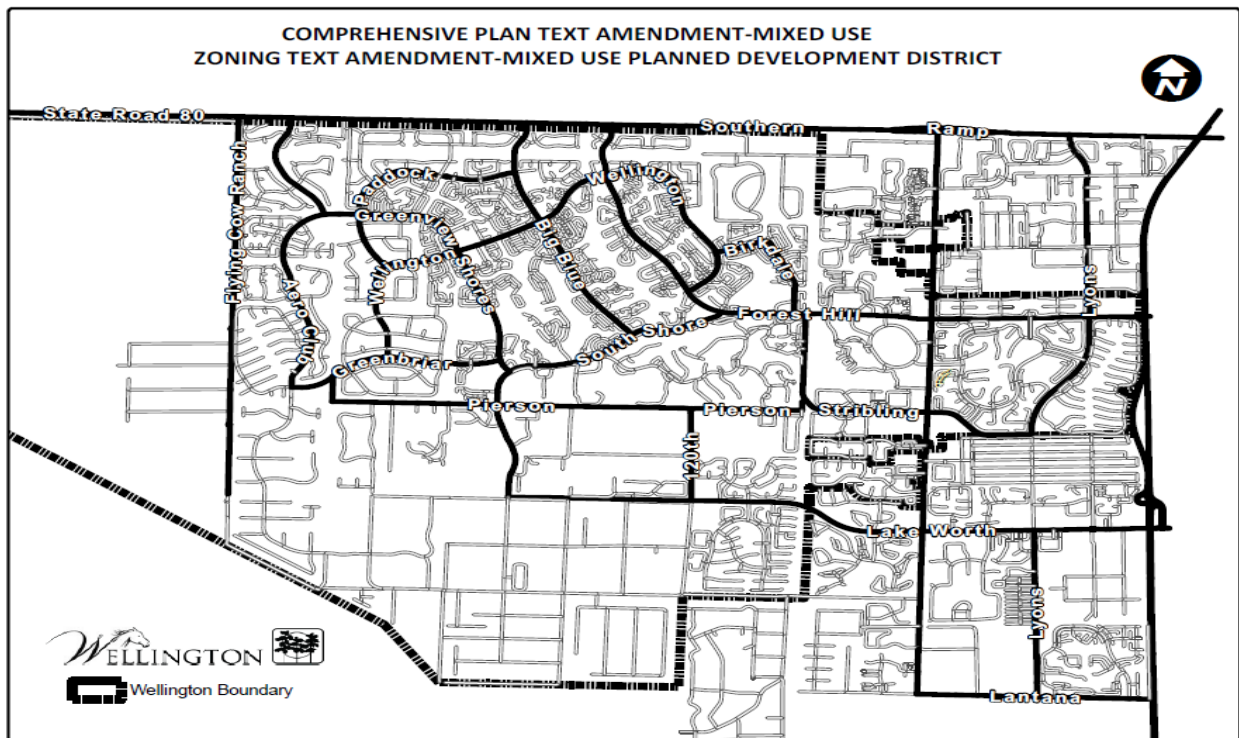 COMPREHENSIVE PLAN TEXT AMENDMENT-MIXED USE
ZONING TEXT AMENDMENT-MIXED USE PLANNED DEVELOPMENT DISTRICT
N
State Road 80
Southern
Ramp
Flying Cow Ranch
Paddock
Wellington
Greenview Shores
Big Blue
Birkdale
Wellington
Aero Club
Lyons
South Shore
Forest Hill
Greenbriar
Pierson
Pierson
Stribling
120th
Lake Worth
Lyons
Lantana
WELLINGTON
Wellington Boundary